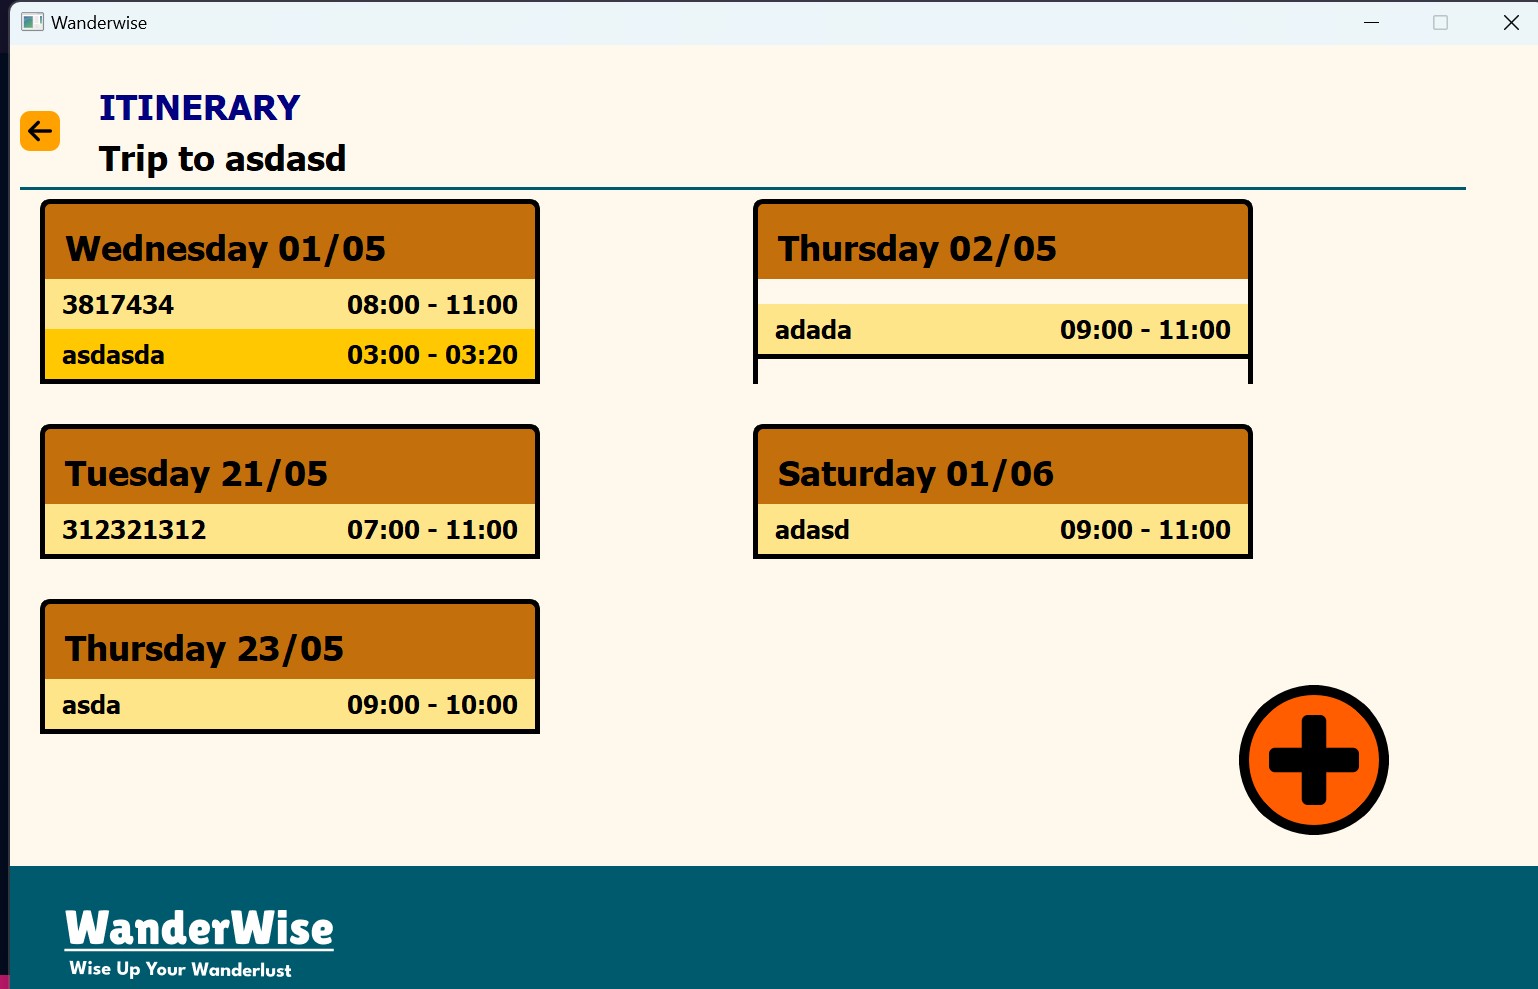 Wanderwise
ITINERARY
Trip to asdasd
Wednesday 01/05
3817434 08:00 - 11:00
asdasda 03:00 - 03:20
Thursday 02/05
adada 09:00 - 11:00
Tuesday 21/05
312321312 07:00 - 11:00
Saturday 01/06
adasd 09:00 - 11:00
Thursday 23/05
asda 09:00 - 10:00
WanderWise
Wise Up Your Wanderlust